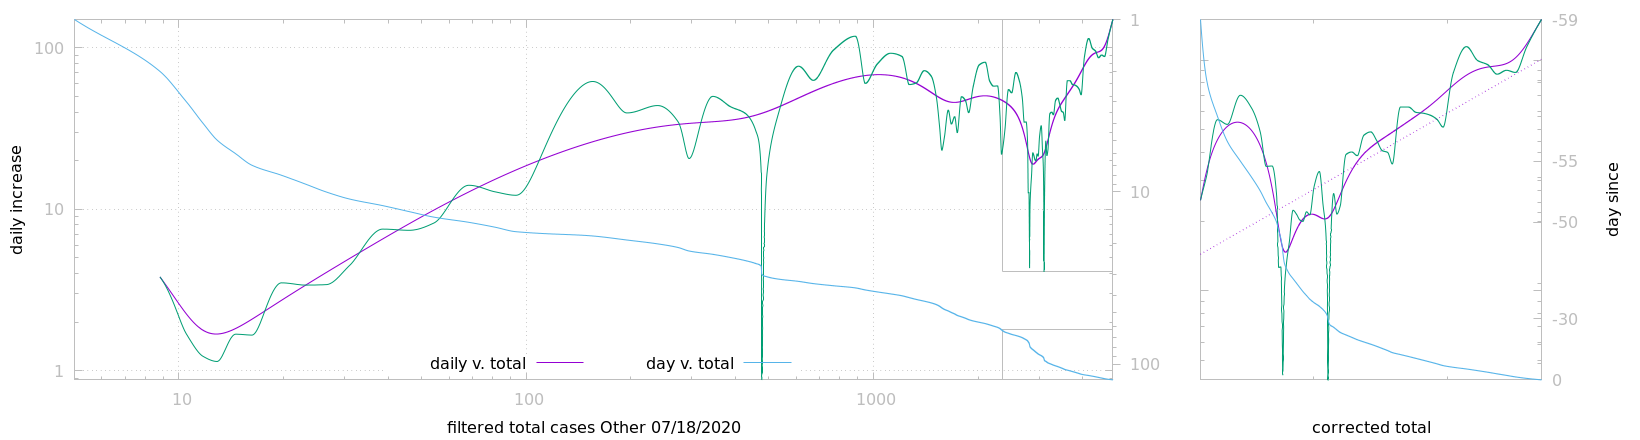 100
10
1
daily increase
daily v. total
day v. total
1
10
100
10
100
1000
filtered total cases Other 07/18/2020
-59
-55
-50
-30
0
day since
corrected total